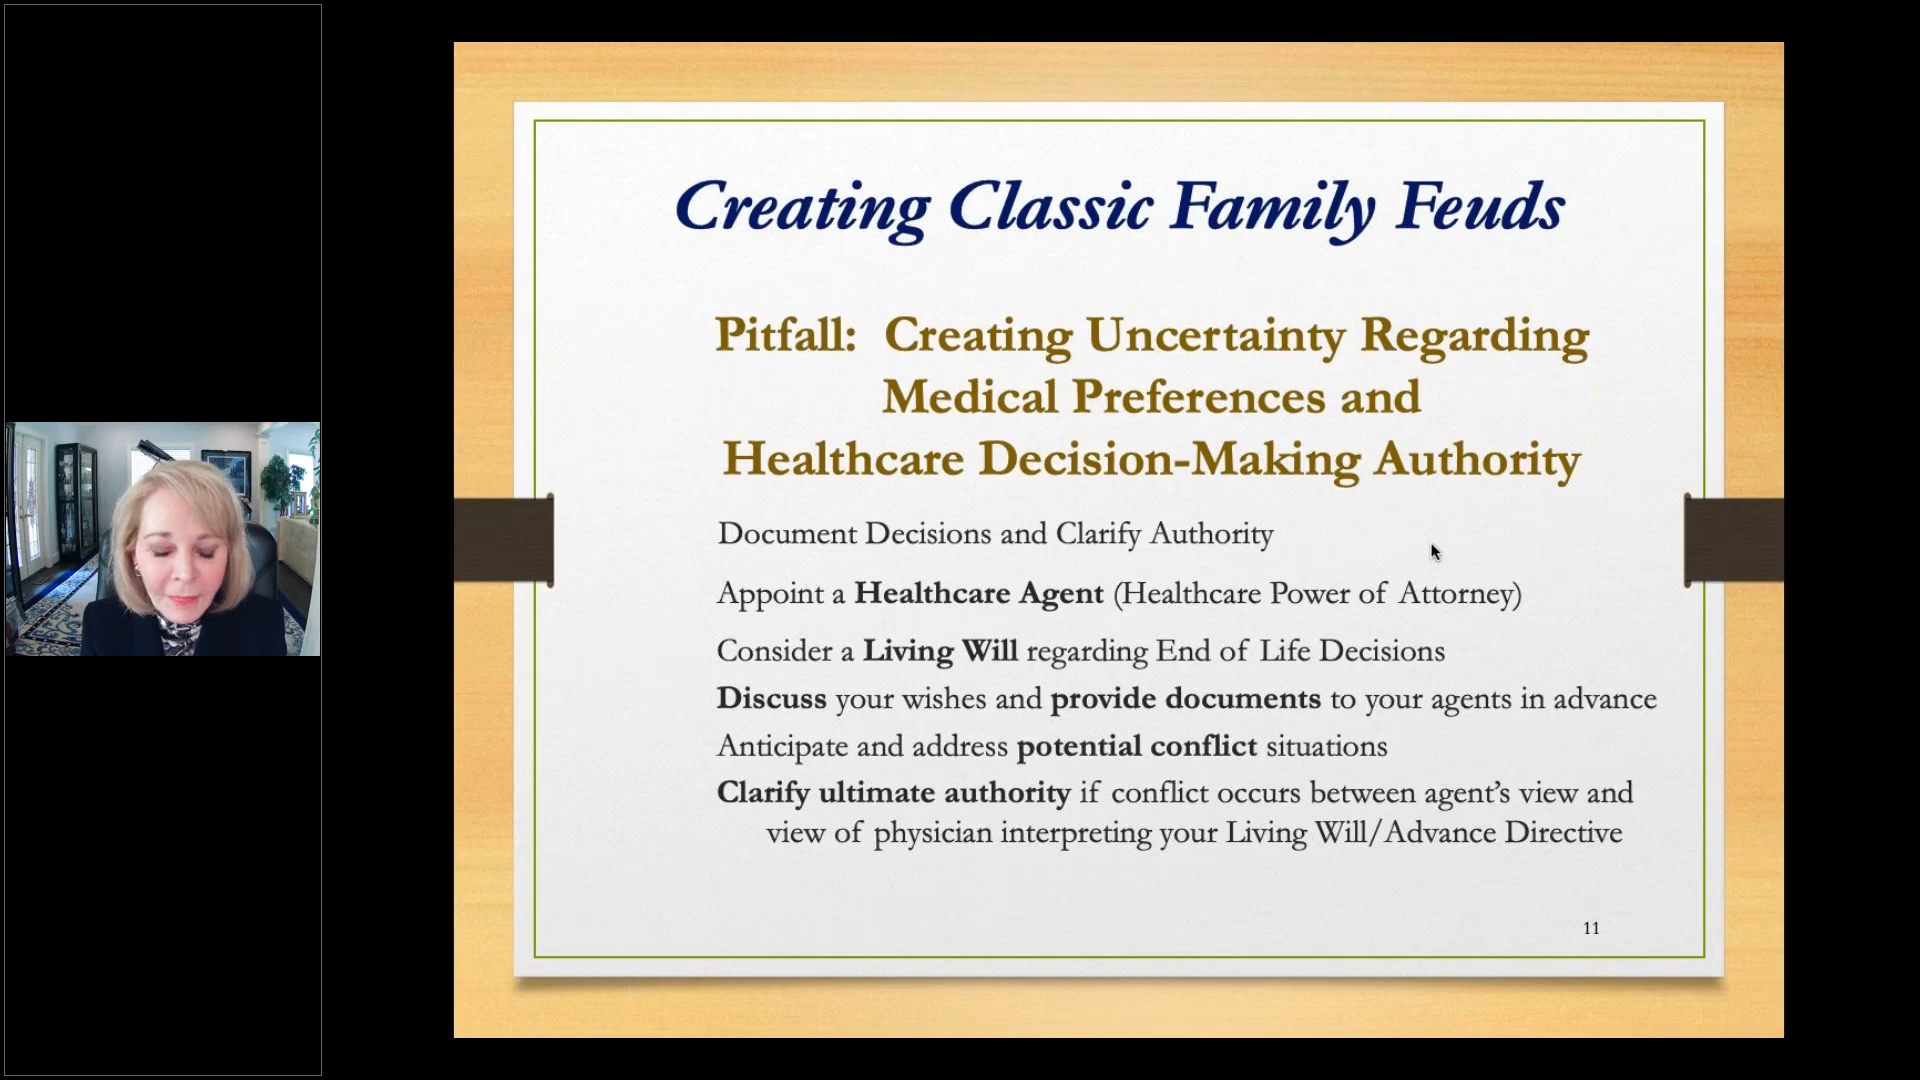 Creating Classic Family Feuds
Pitfall: Creating Uncertainty Regarding
Medical Preferences and
Healthcare Decision-Making Authority
Document Decisions and Clarify Authority
Appoint a Healthcare Agent (Healthcare Power of Attorney)
Consider a Living Will regarding End of Life Decisions
Discuss your wishes and provide documents to your agents in advance
Anticipate and address potential conflict situations
Clarify ultimate authority if conflict occurs between agent’s view and
view of physician interpreting your Living Will/Advance Directive
11